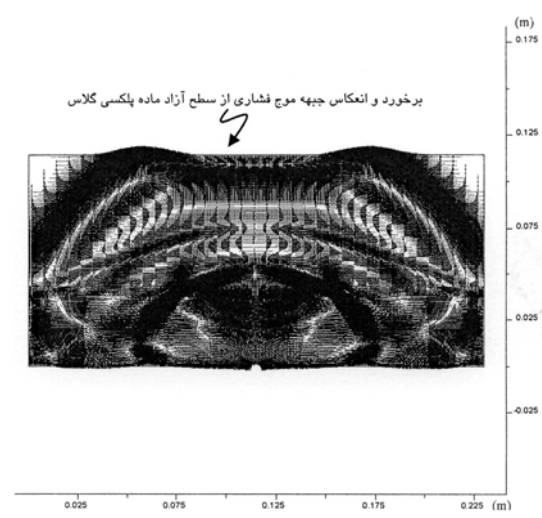 (m)
0.175
برخورد و انعکاس جبهه موج فشاری از سطح آزاد ماده پلکسی گلاس
0.125
0.075
0.025
-0.025
0.025 0.075 0.125 0.175 0.225
(m)